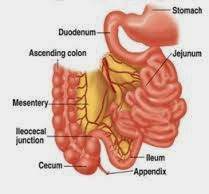 Stomach
Duodenum
Ascending colon
Jejunum
Mesentery
Ileocecal
junction
Ileum
Cecum
Appendix